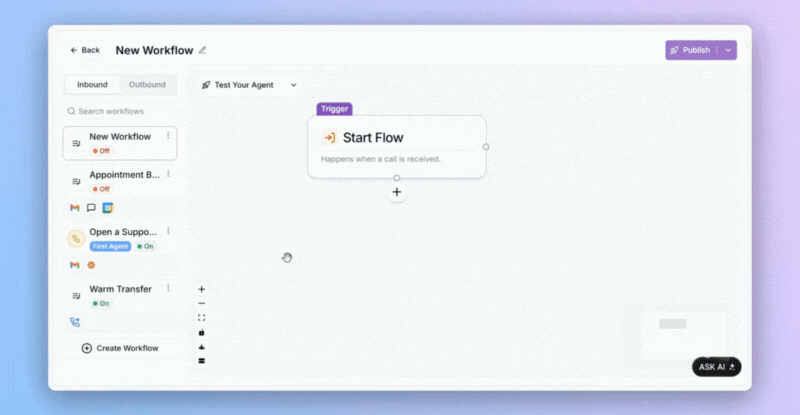 Back
New Workflow
Publish
Inbound
Outbound
Test Your Agent
Search workflows
Trigger
Start Flow
Happens when a call is received.
New Workflow
Off
Appointment B...
Off
Open a Suppo...
First Agent
On
Warm Transfer
On
Create Workflow
ASK AI